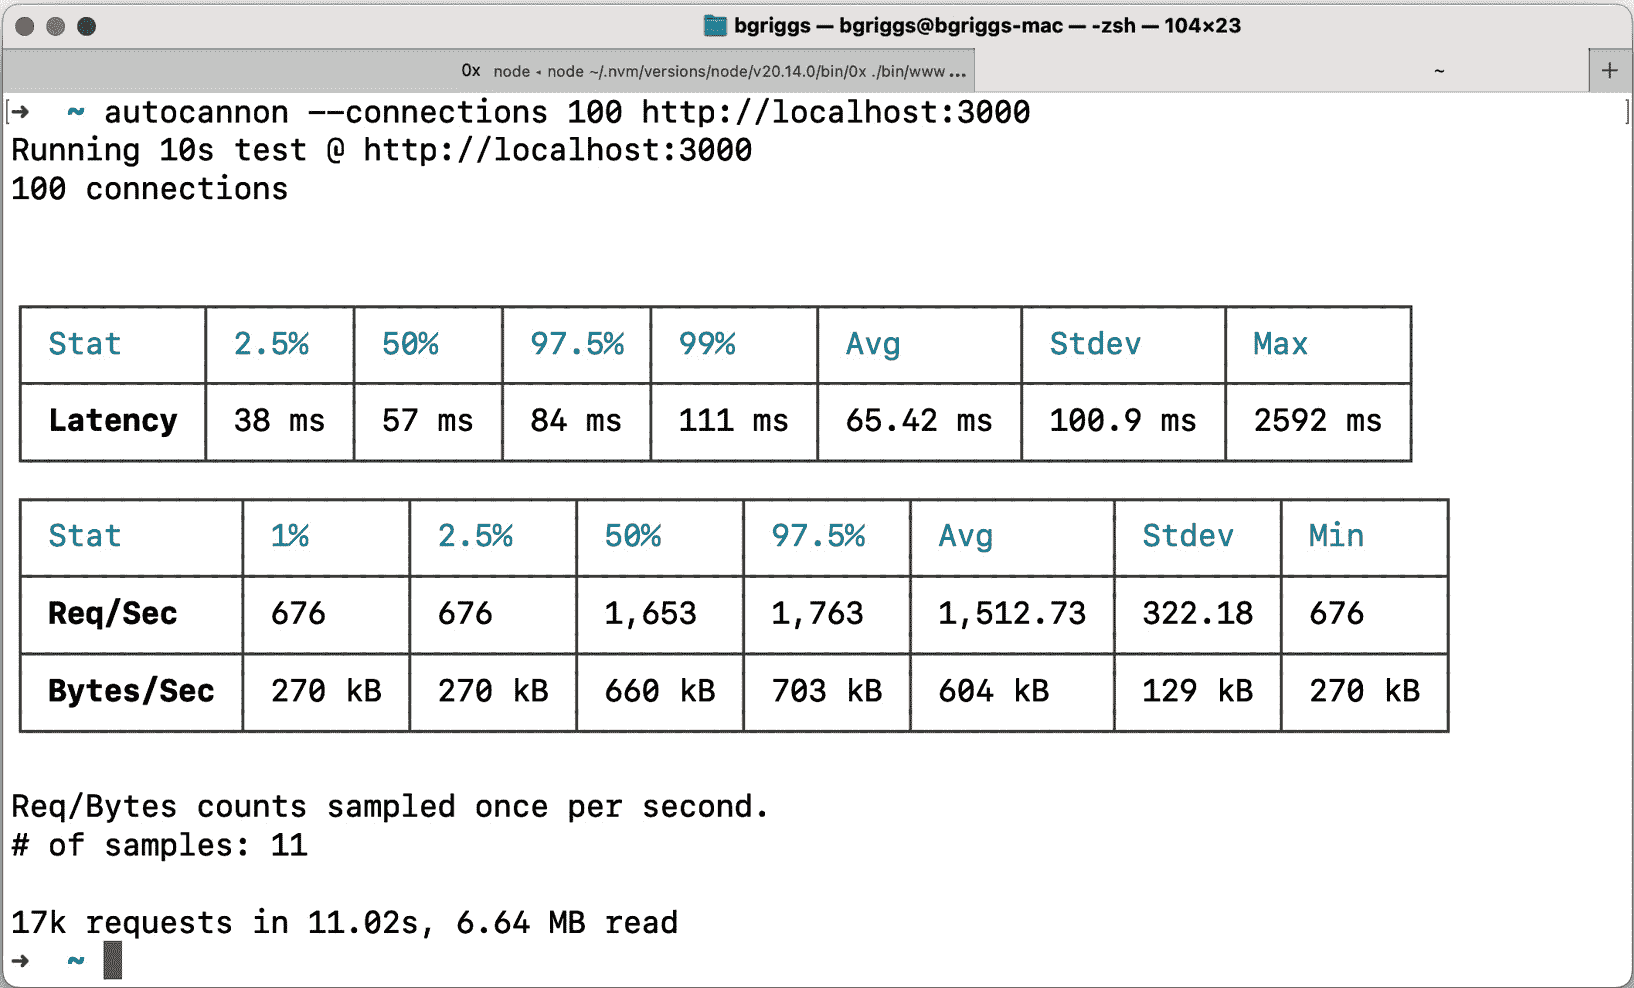 bgriggs — bgriggs@bgriggs-mac — -zsh — 104×23
0x node ◂ node ~/.nvm/versions/node/v20.14.0/bin/0x ./bin/www ...
~
+
[➜ ~ autocannon --connections 100 http://localhost:3000 ]
Running 10s test @ http://localhost:3000
100 connections
Stat 2.5% 50% 97.5% 99% Avg Stdev Max
Latency 38 ms 57 ms 84 ms 111 ms 65.42 ms 100.9 ms 2592 ms
Stat 1% 2.5% 50% 97.5% Avg Stdev Min
Req/Sec 676 676 1,653 1,763 1,512.73 322.18 676
Bytes/Sec 270 kB 270 kB 660 kB 703 kB 604 kB 129 kB 270 kB
Req/Bytes counts sampled once per second.
# of samples: 11
17k requests in 11.02s, 6.64 MB read
➜ ~